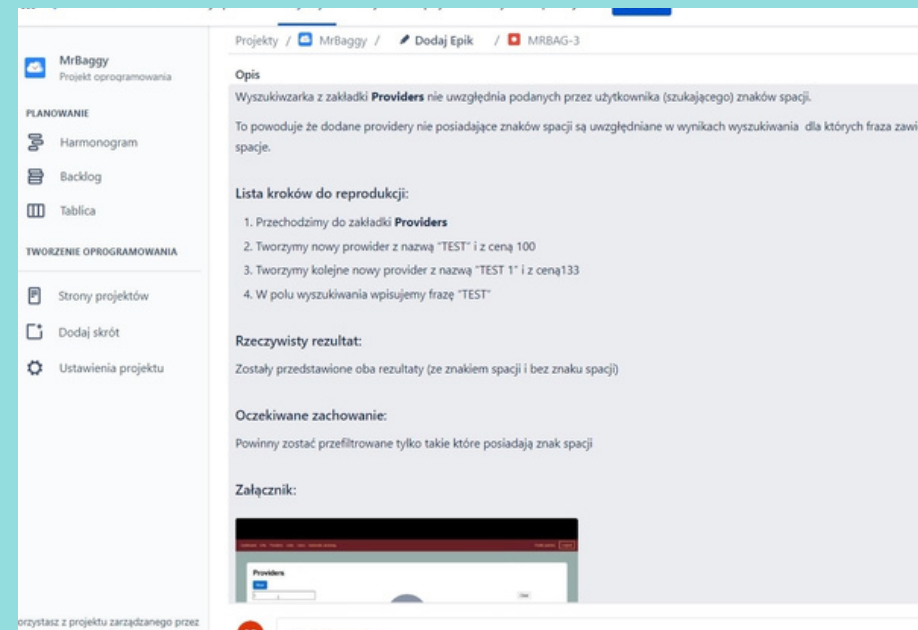 Projekty / MrBaggy / Dodaj Epik / MRBAG-3
MrBaggy
Projekt oprogramowania
PLANOWANIE
Harmonogram
Backlog
Tablica
TWORZENIE OPROGRAMOWANIA
Strony projektów
Dodaj skrót
Ustawienia projektu
orzystasz z projektu zarządzanego przez
Opis
Wyszukiwzarka z zakładki Providers nie uwzględnia podanych przez użytkownika (szukającego) znaków spacji.
To powoduje że dodane providery nie posiadające znaków spacji są uwzględniane w wynikach wyszukiwania dla których fraza zawi
spacje.
Lista kroków do reprodukcji:
1. Przechodzimy do zakładki Providers
2. Tworzymy nowy prowider z nazwą "TEST" i z ceną 100
3. Tworzymy kolejne nowy provider z nazwą "TEST 1" i z ceną133
4. W polu wyszukiwania wpisujemy frazę "TEST"
Rzeczywisty rezultat:
Zostały przedstawione oba rezultaty (ze znakiem spacji i bez znaku spacji)
Oczekiwane zachowanie:
Powinny zostać przefiltrowane tylko takie które posiadają znak spacji
Załącznik:
Providers